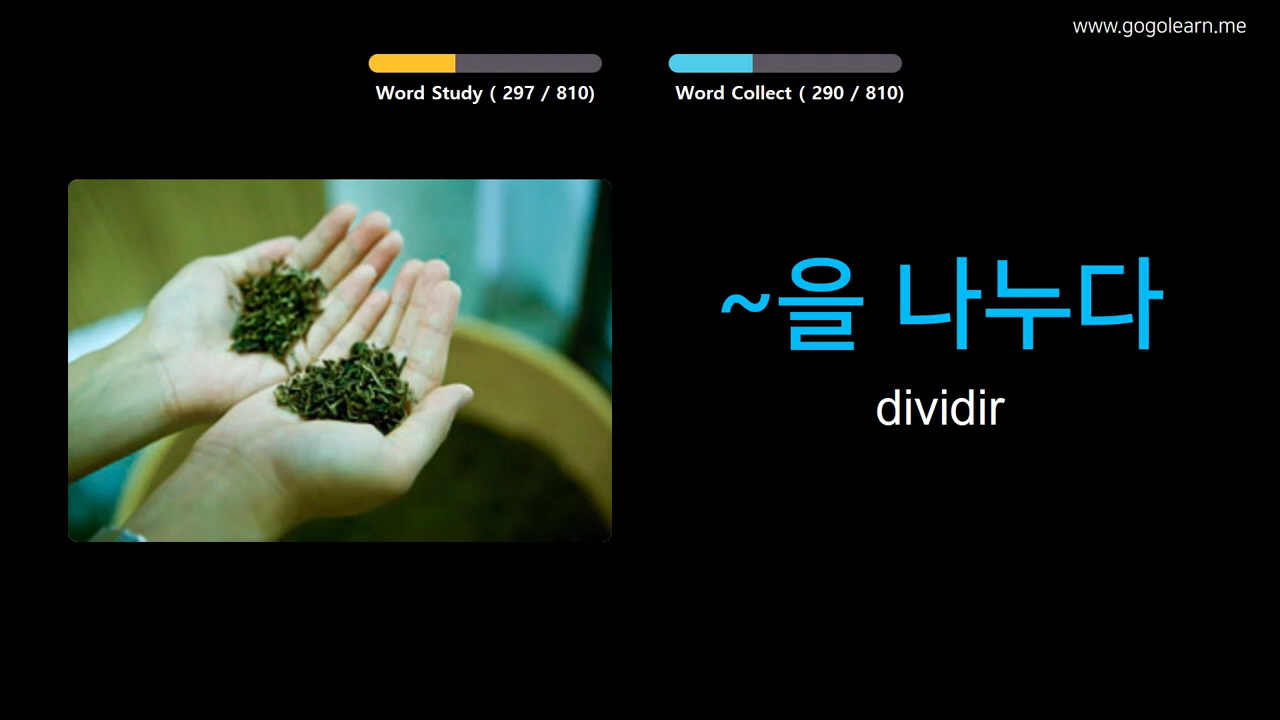 www.gogolearn.me
Word Study ( 297 / 810)
Word Collect ( 290 / 810)
~을 나누다
dividir